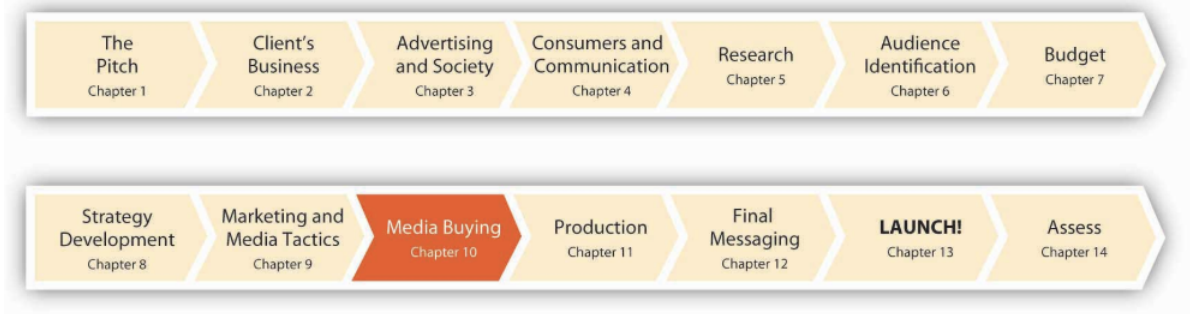 The
Pitch
Chapter 1
Client's
Business
Chapter 2
Advertising
and Society
Chapter 3
Consumers and
Communication
Chapter 4
Research
Chapter 5
Audience
Identification
Chapter 6
Budget
Chapter 7
Strategy
Development
Chapter 8
Marketing and
Media Tactics
Chapter 9
Media Buying
Chapter 10
Production
Chapter 11
Final
Messaging
Chapter 12
LAUNCH!
Chapter 13
Assess
Chapter 14